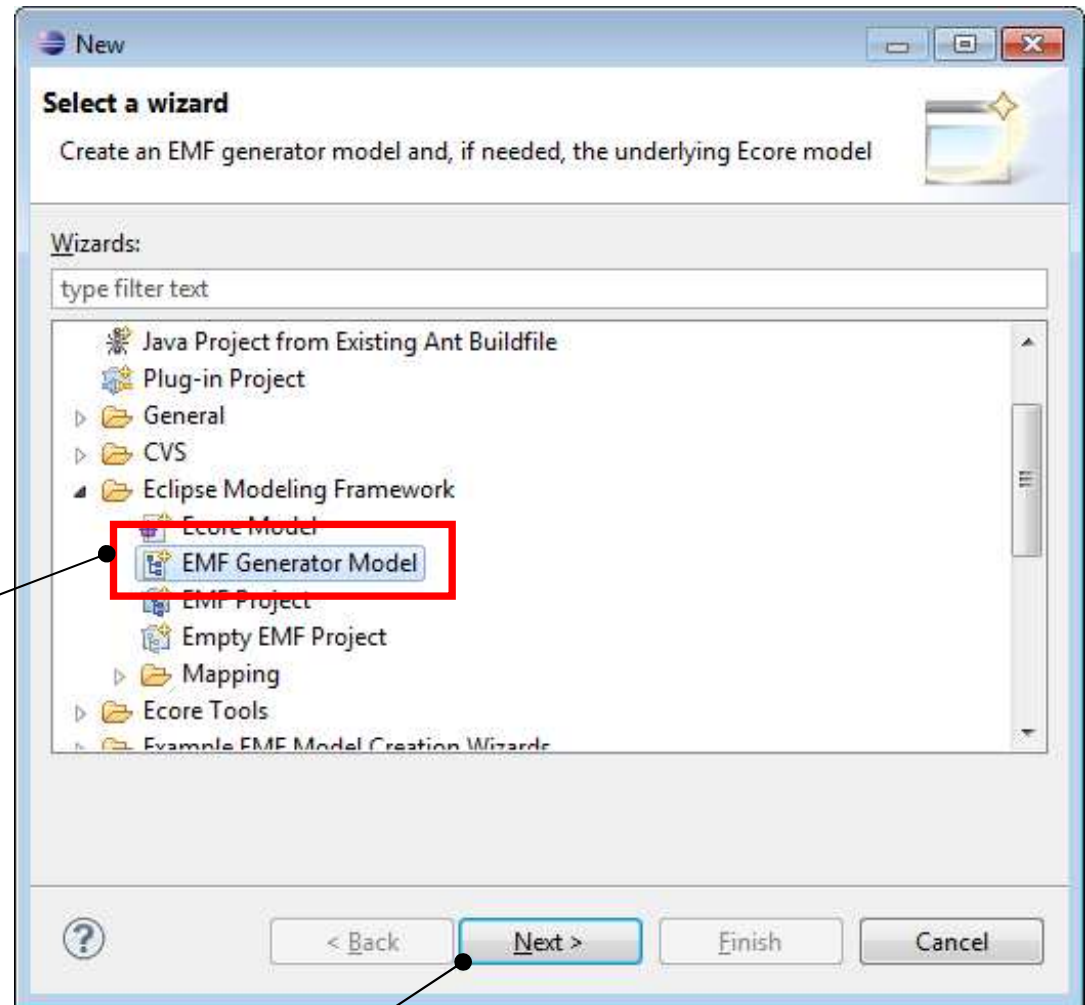 New
Select a wizard
Create an EMF generator model and, if needed, the underlying Ecore model
Wizards:
type filter text
Java Project from Existing Ant Buildfile
Plug-in Project
General
CVS
Eclipse Modeling Framework
Ecore Model
EMF Generator Model
EMF Project
Empty EMF Project
Mapping
Ecore Tools
Example EMF Model Creation Wizards
?
< Back Next > Finish Cancel